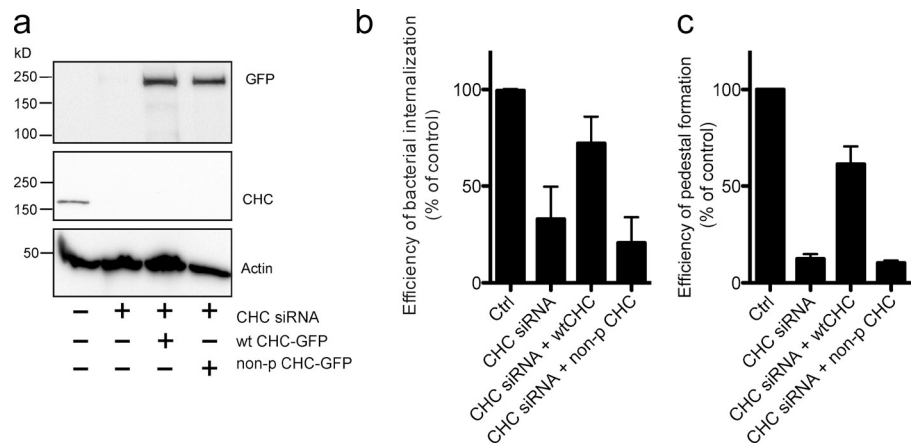 a
kD
250
150
100
GFP
250
150
CHC
50
Actin
− + + + CHC siRNA
− − + − wt CHC-GFP
− − − + non-p CHC-GFP
b
Efficiency of bacterial internalization
(% of control)
100
50
0
Ctrl
CHC siRNA
CHC siRNA + wtCHC
CHC siRNA + non-p CHC
c
Efficiency of pedestal formation
(% of control)
100
50
0
Ctrl
CHC siRNA
CHC siRNA + wtCHC
CHC siRNA + non-p CHC